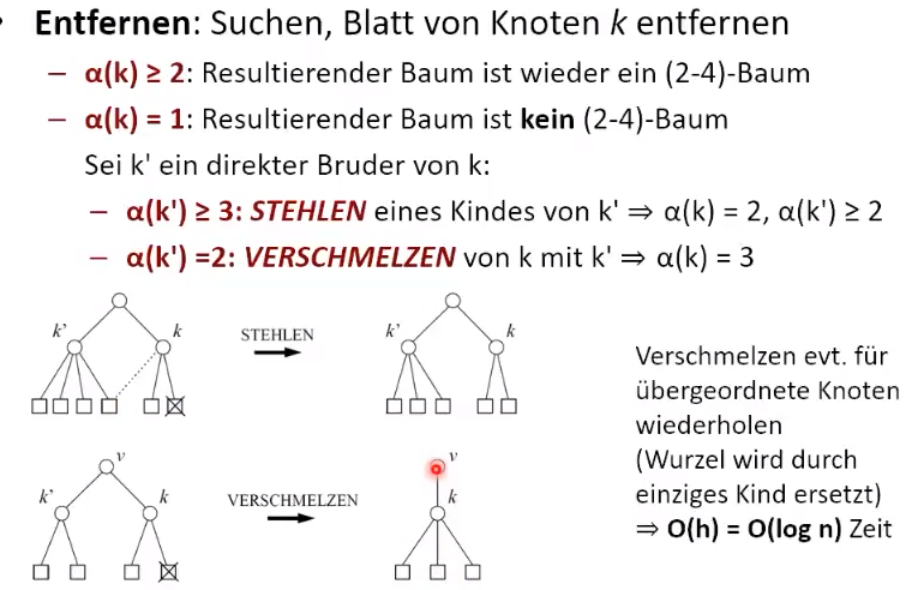 Entfernen: Suchen, Blatt von Knoten k entfernen
– α(k) ≥ 2: Resultierender Baum ist wieder ein (2-4)-Baum
– α(k) = 1: Resultierender Baum ist kein (2-4)-Baum
Sei k' ein direkter Bruder von k:
– α(k') ≥ 3: STEHLEN eines Kindes von k' ⇒ α(k) = 2, α(k') ≥ 2
– α(k') =2: VERSCHMELZEN von k mit k' ⇒ α(k) = 3
k' k
STEHLEN
k' k
v
k' k
VERSCHMELZEN
v
k
Verschmelzen evt. für
übergeordnete Knoten
wiederholen
(Wurzel wird durch
einziges Kind ersetzt)
⇒ O(h) = O(log n) Zeit